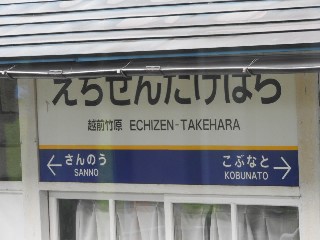 えちぜんたけはら
越前竹原 ECHIZEN-TAKEHARA
← さんのう こぶなと →
SANNO KOBUNATO